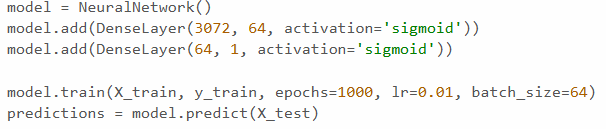 model = NeuralNetwork()
model.add(DenseLayer(3072, 64, activation='sigmoid'))
model.add(DenseLayer(64, 1, activation='sigmoid'))
model.train(X_train, y_train, epochs=1000, lr=0.01, batch_size=64)
predictions = model.predict(X_test)